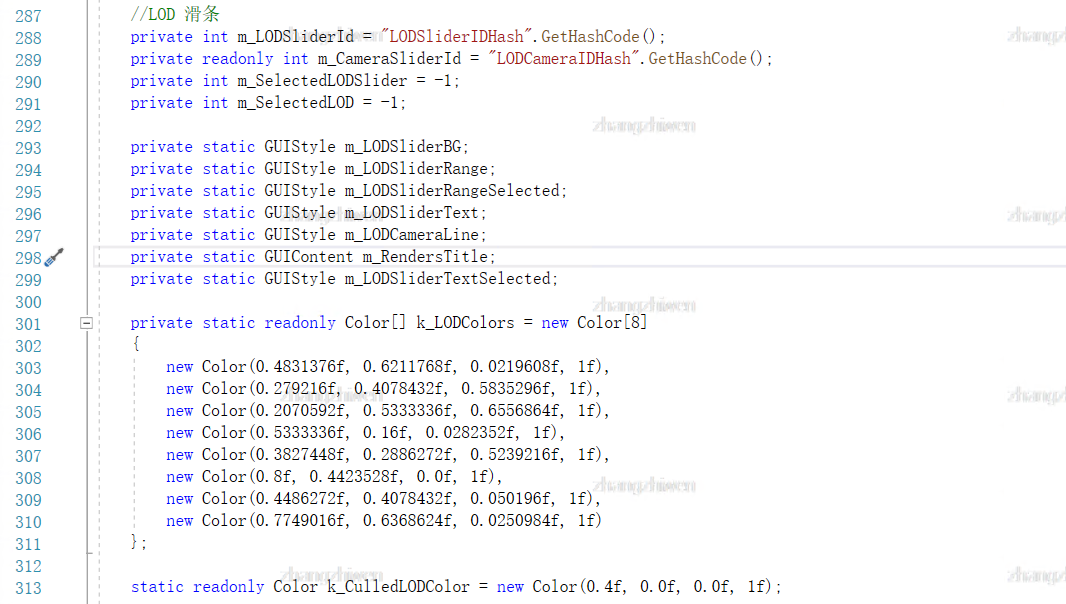 287 //LOD 滑条
288 private int m_LODSliderId = "LODSliderIDHash".GetHashCode();
289 private readonly int m_CameraSliderId = "LODCameraIDHash".GetHashCode();
290 private int m_SelectedLODSlider = -1;
291 private int m_SelectedLOD = -1;
292
293 private static GUIStyle m_LODSliderBG;
294 private static GUIStyle m_LODSliderRange;
295 private static GUIStyle m_LODSliderRangeSelected;
296 private static GUIStyle m_LODSliderText;
297 private static GUIStyle m_LODCameraLine;
298 private static GUIContent m_RendersTitle;
299 private static GUIStyle m_LODSliderTextSelected;
300
301 private static readonly Color[] k_LODColors = new Color[8]
302 {
303 new Color(0.4831376f, 0.6211768f, 0.0219608f, 1f),
304 new Color(0.279216f, 0.4078432f, 0.5835296f, 1f),
305 new Color(0.2070592f, 0.5333336f, 0.6556864f, 1f),
306 new Color(0.5333336f, 0.16f, 0.0282352f, 1f),
307 new Color(0.3827448f, 0.2886272f, 0.5239216f, 1f),
308 new Color(0.8f, 0.4423528f, 0.0f, 1f),
309 new Color(0.4486272f, 0.4078432f, 0.050196f, 1f),
310 new Color(0.7749016f, 0.6368624f, 0.0250984f, 1f)
311 };
312
313 static readonly Color k_CulledLODColor = new Color(0.4f, 0.0f, 0.0f, 1f);
zhangzhiwen
zhangzhiwen
zhangzhiwen
zhangzhiwen